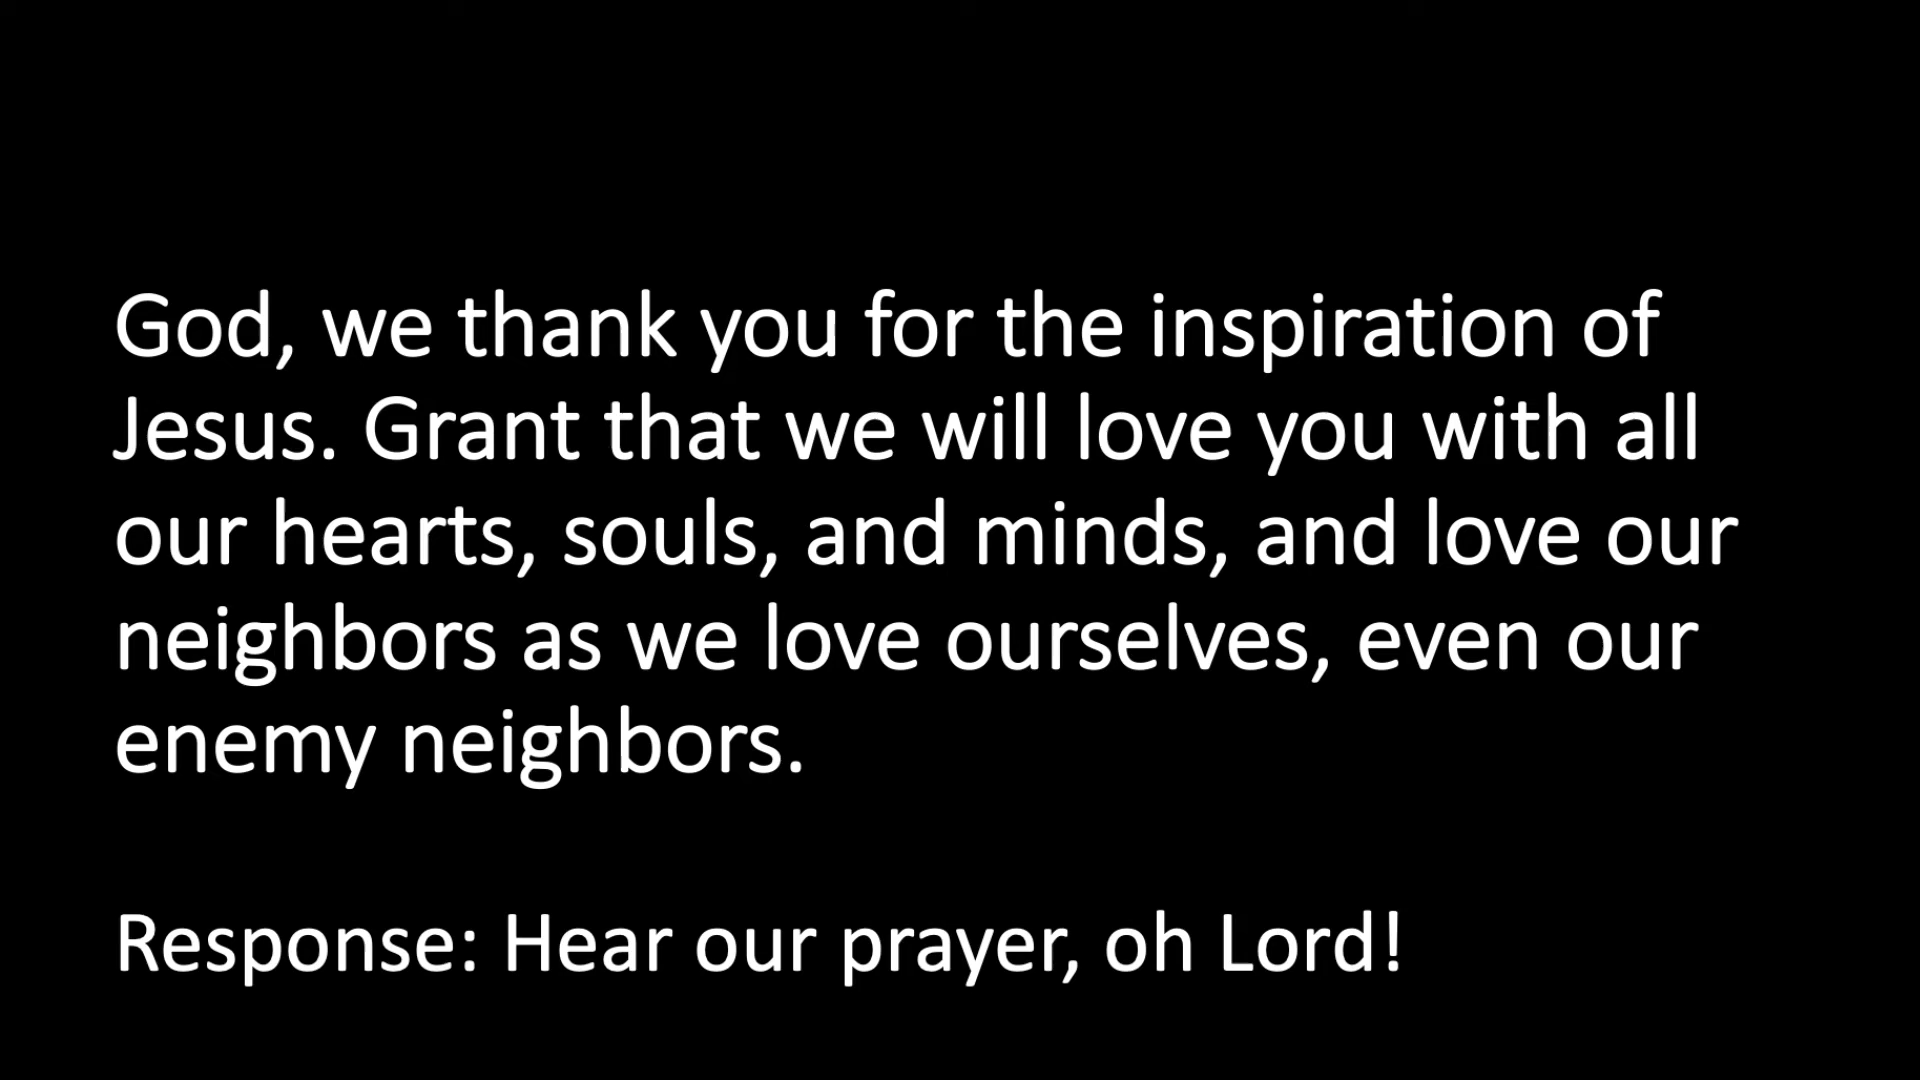 God, we thank you for the inspiration of
Jesus. Grant that we will love you with all
our hearts, souls, and minds, and love our
neighbors as we love ourselves, even our
enemy neighbors.
Response: Hear our prayer, oh Lord!